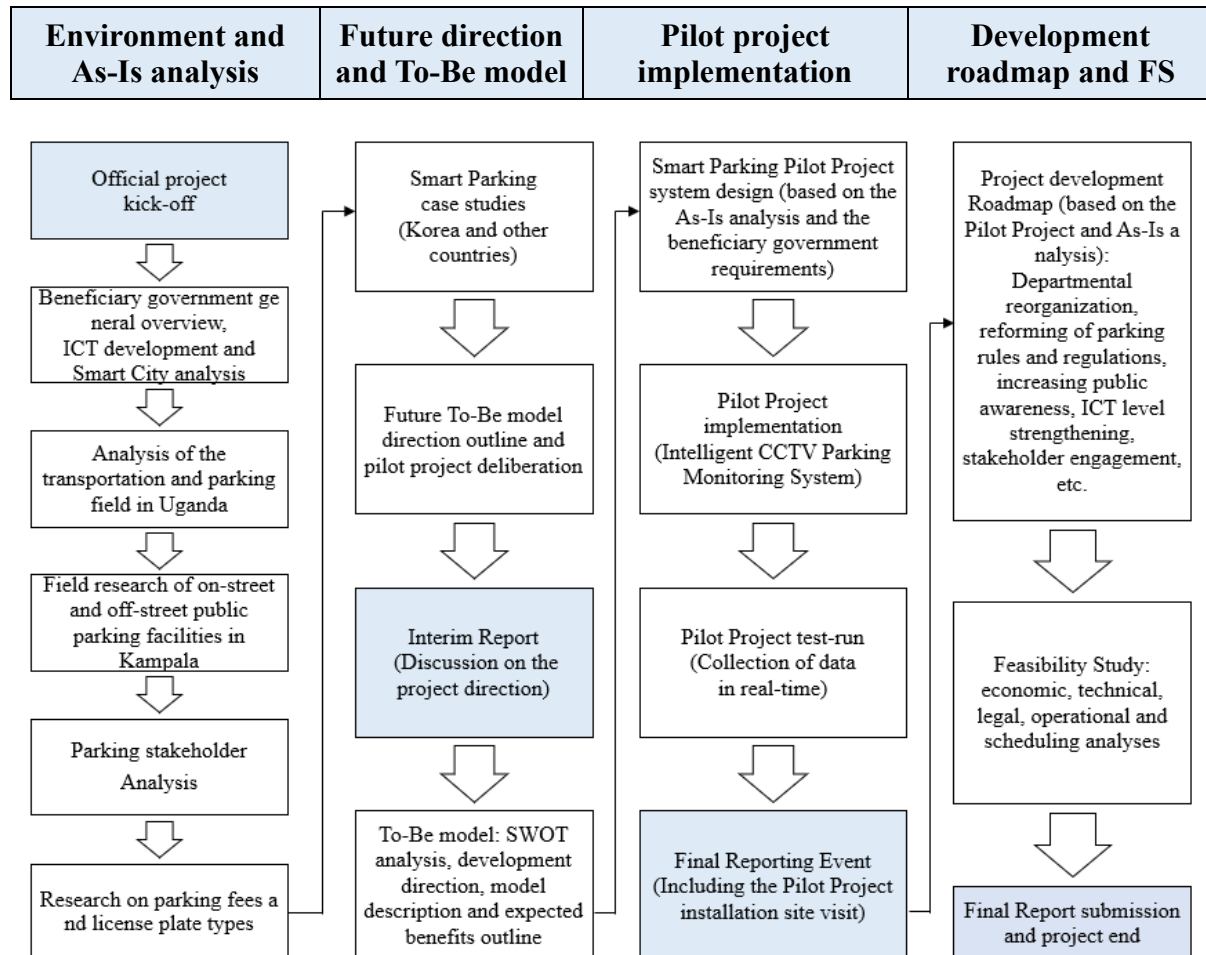 Environment and
As-Is analysis
Future direction
and To-Be model
Pilot project
implementation
Development
roadmap and FS
Official project
kick-off
Beneficiary government ge
neral overview,
ICT development and
Smart City analysis
Analysis of the
transportation and parking
field in Uganda
Field research of on-street
and off-street public
parking facilities in
Kampala
Parking stakeholder
Analysis
Research on parking fees a
nd license plate types
Smart Parking
case studies
(Korea and other
countries)
Future To-Be model
direction outline and
pilot project deliberation
Interim Report
(Discussion on the
project direction)
To-Be model: SWOT
analysis, development
direction, model
description and expected
benefits outline
Smart Parking Pilot Project
system design (based on the
As-Is analysis and the
beneficiary government
requirements)
Pilot Project
implementation
(Intelligent CCTV Parking
Monitoring System)
Pilot Project test-run
(Collection of data
in real-time)
Final Reporting Event
(Including the Pilot Project
installation site visit)
Project development
Roadmap (based on the
Pilot Project and As-Is a
nalysis):
Departmental
reorganization,
reforming of parking
rules and regulations,
increasing public
awareness, ICT level
strengthening,
stakeholder engagement,
etc.
Feasibility Study:
economic, technical,
legal, operational and
scheduling analyses
Final Report submission
and project end